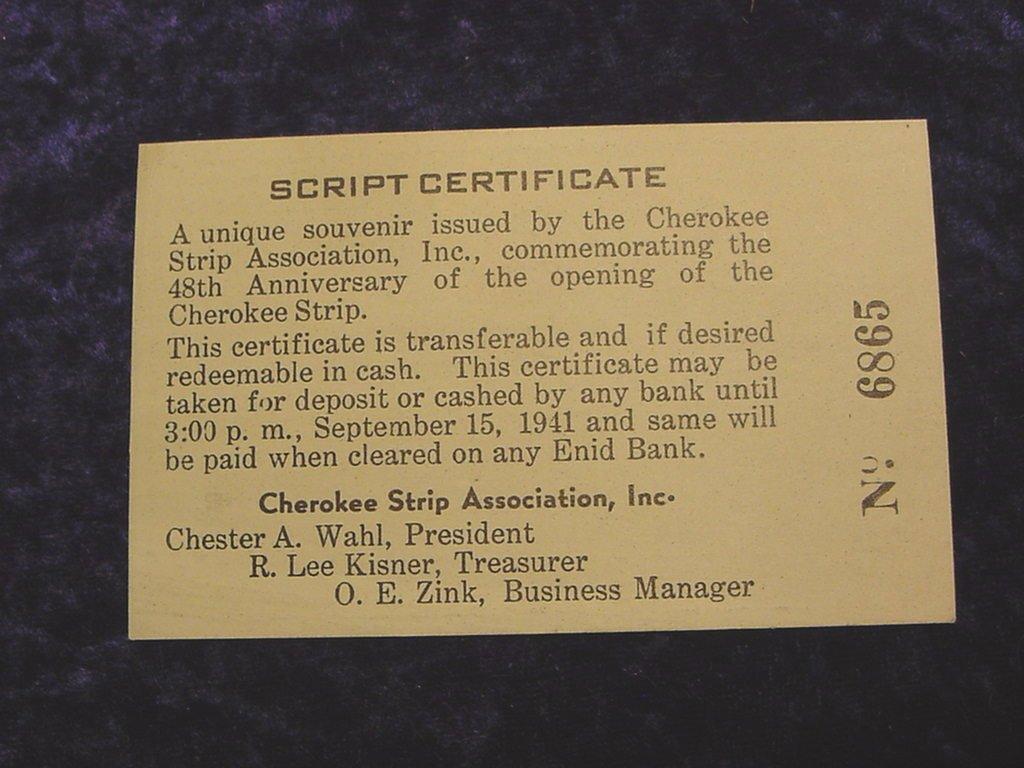 SCRIPT CERTIFICATE
A unique souvenir issued by the Cherokee
Strip Association, Inc., commemorating the
48th Anniversary of the opening of the
Cherokee Strip.
This certificate is transferable and if desired
redeemable in cash. This certificate may be
taken for deposit or cashed by any bank until
3:00 p. m., September 15, 1941 and same will
be paid when cleared on any Enid Bank.
Cherokee Strip Association, Inc.
Chester A. Wahl, President
R. Lee Kisner, Treasurer
O. E. Zink, Business Manager
No. 6865